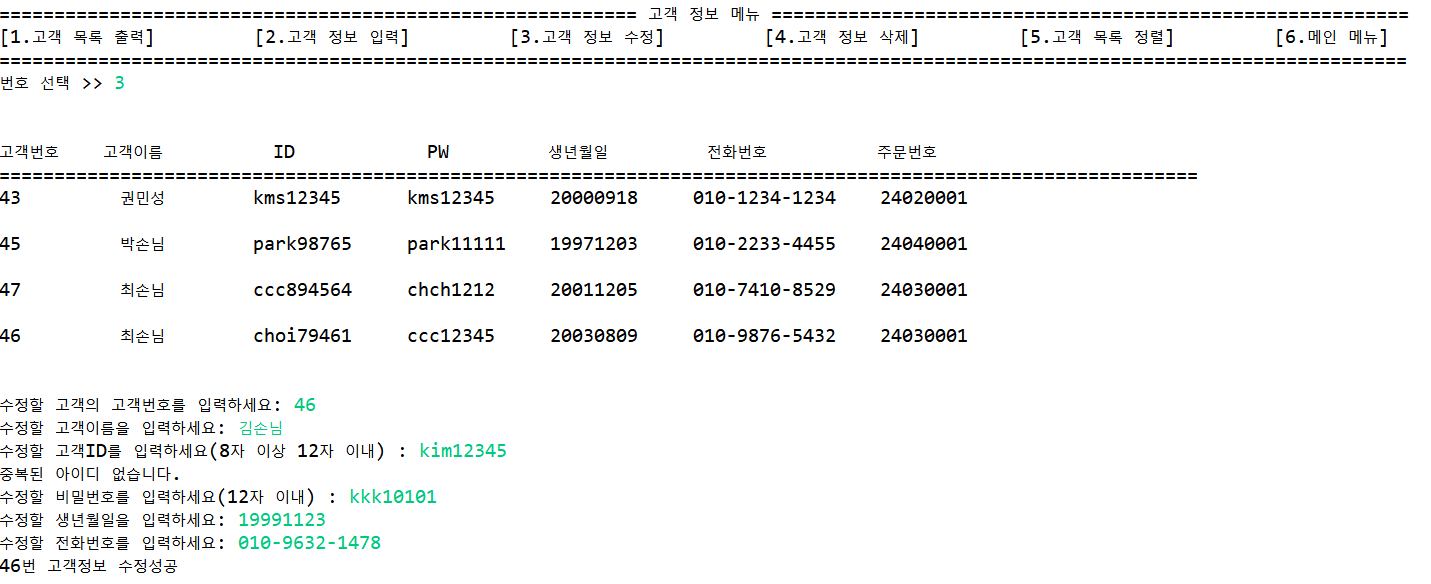 ========================================================== 고객 정보 메뉴 ==========================================================
[1.고객 목록 출력] [2.고객 정보 입력] [3.고객 정보 수정] [4.고객 정보 삭제] [5.고객 목록 정렬] [6.메인 메뉴]
================================================================================================================================
번호 선택 >> 3
고객번호 고객이름 ID PW 생년월일 전화번호 주문번호
=============================================================================================================
43 권민성 kms12345 kms12345 20000918 010-1234-1234 24020001
45 박손님 park98765 park11111 19971203 010-2233-4455 24040001
47 최손님 ccc894564 chch1212 20011205 010-7410-8529 24030001
46 최손님 choi79461 ccc12345 20030809 010-9876-5432 24030001
수정할 고객의 고객번호를 입력하세요: 46
수정할 고객이름을 입력하세요: 김손님
수정할 고객ID를 입력하세요(8자 이상 12자 이내) : kim12345
중복된 아이디 없습니다.
수정할 비밀번호를 입력하세요(12자 이내) : kkk10101
수정할 생년월일을 입력하세요: 19991123
수정할 전화번호를 입력하세요: 010-9632-1478
46번 고객정보 수정성공